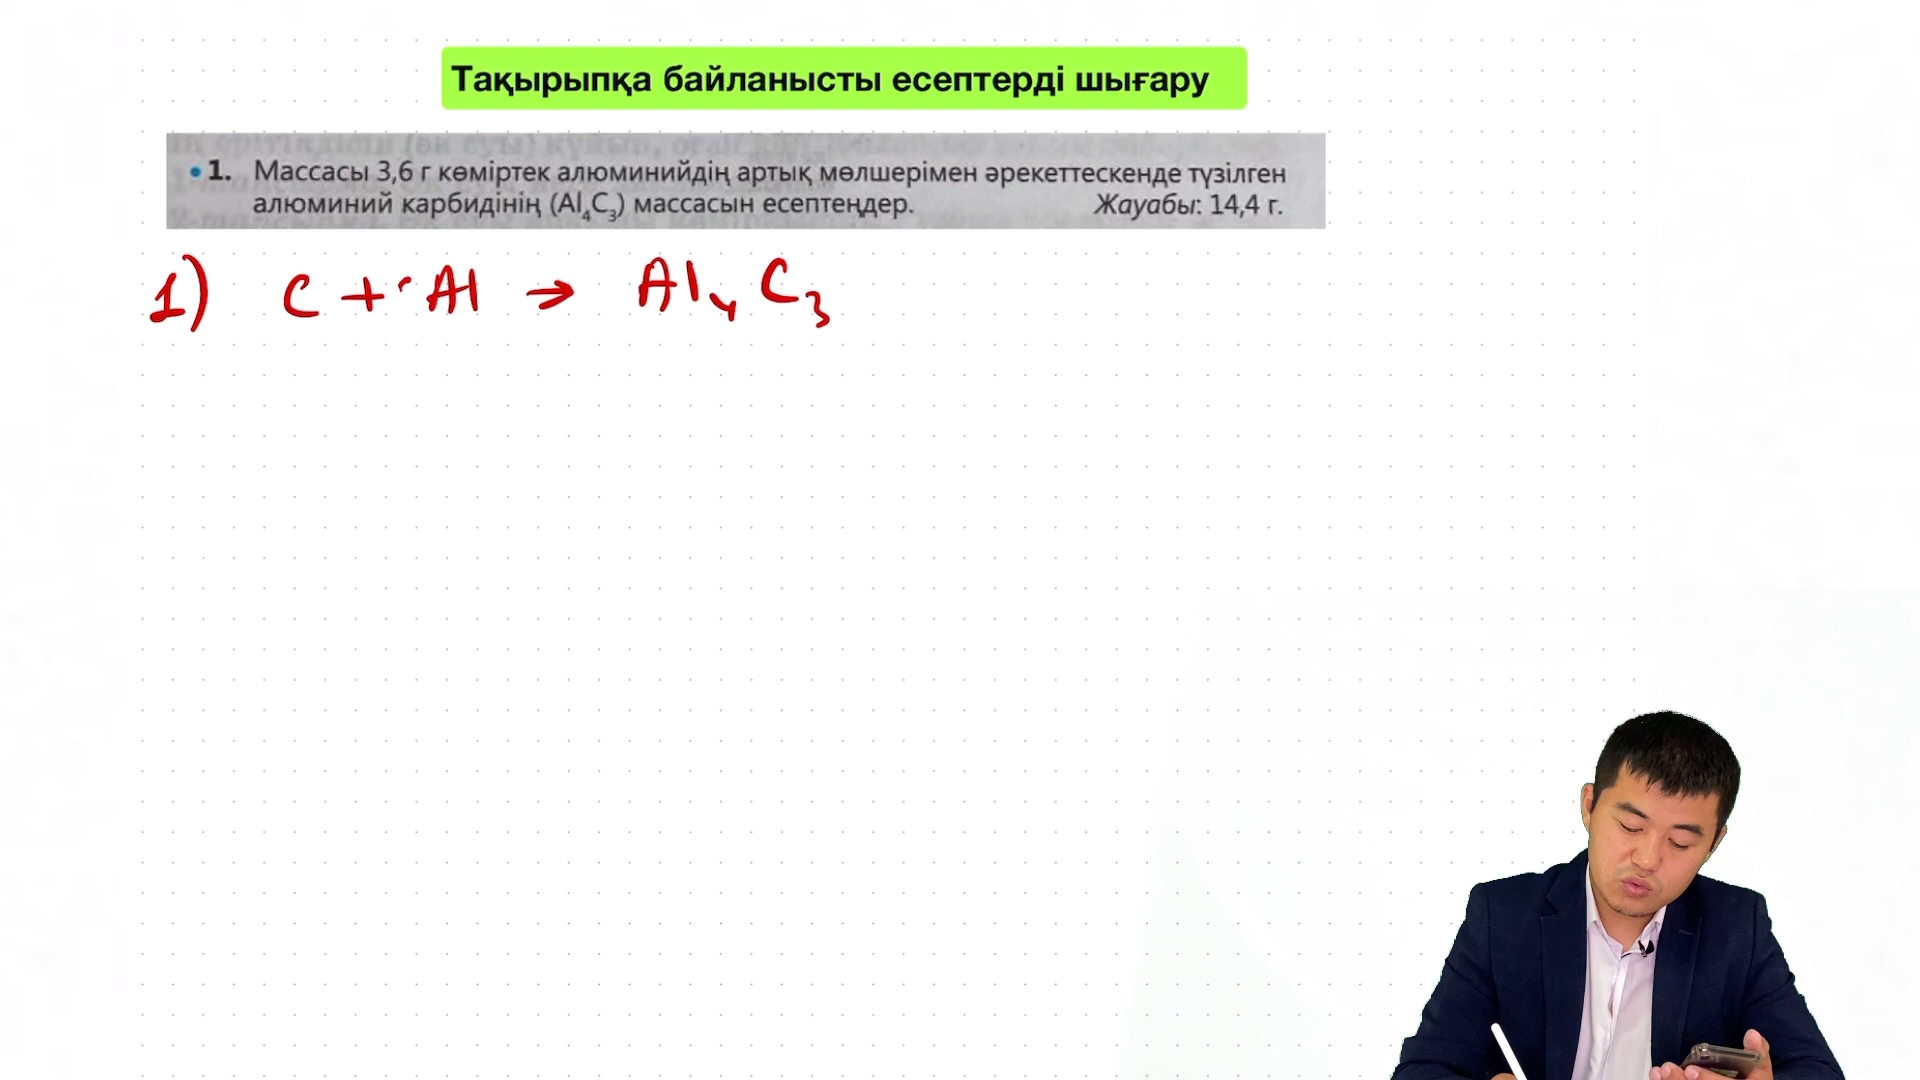 Тақырыпқа байланысты есептерді шығару
• 1. Массасы 3,6 г көміртек алюминийдің артық мөлшерімен әрекеттескенде түзілген
алюминий карбидінің (Al₄C₃) массасын есептеңдер. Жауабы: 14,4 г.
1) C + Al → Al₄C₃